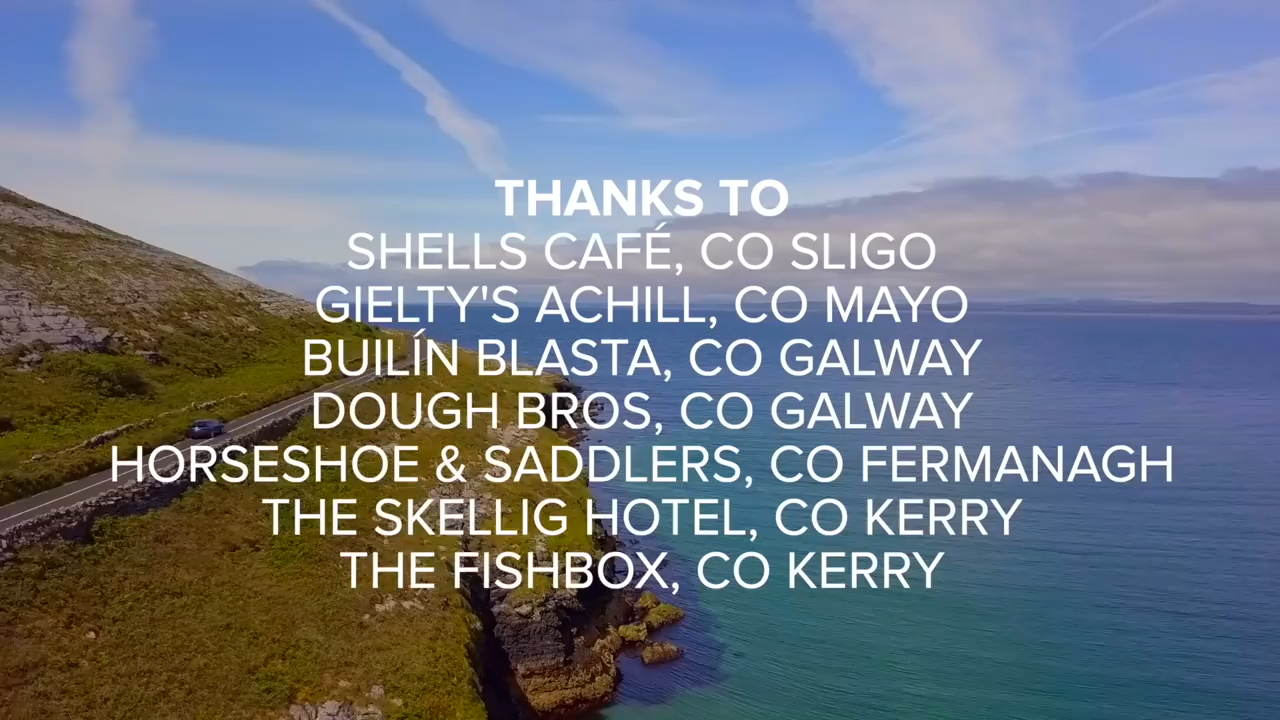 THANKS TO
SHELLS CAFÉ, CO SLIGO
GIELTY'S ACHILL, CO MAYO
BUILÍN BLASTA, CO GALWAY
DOUGH BROS, CO GALWAY
HORSESHOE & SADDLERS, CO FERMANAGH
THE SKELLIG HOTEL, CO KERRY
THE FISHBOX, CO KERRY